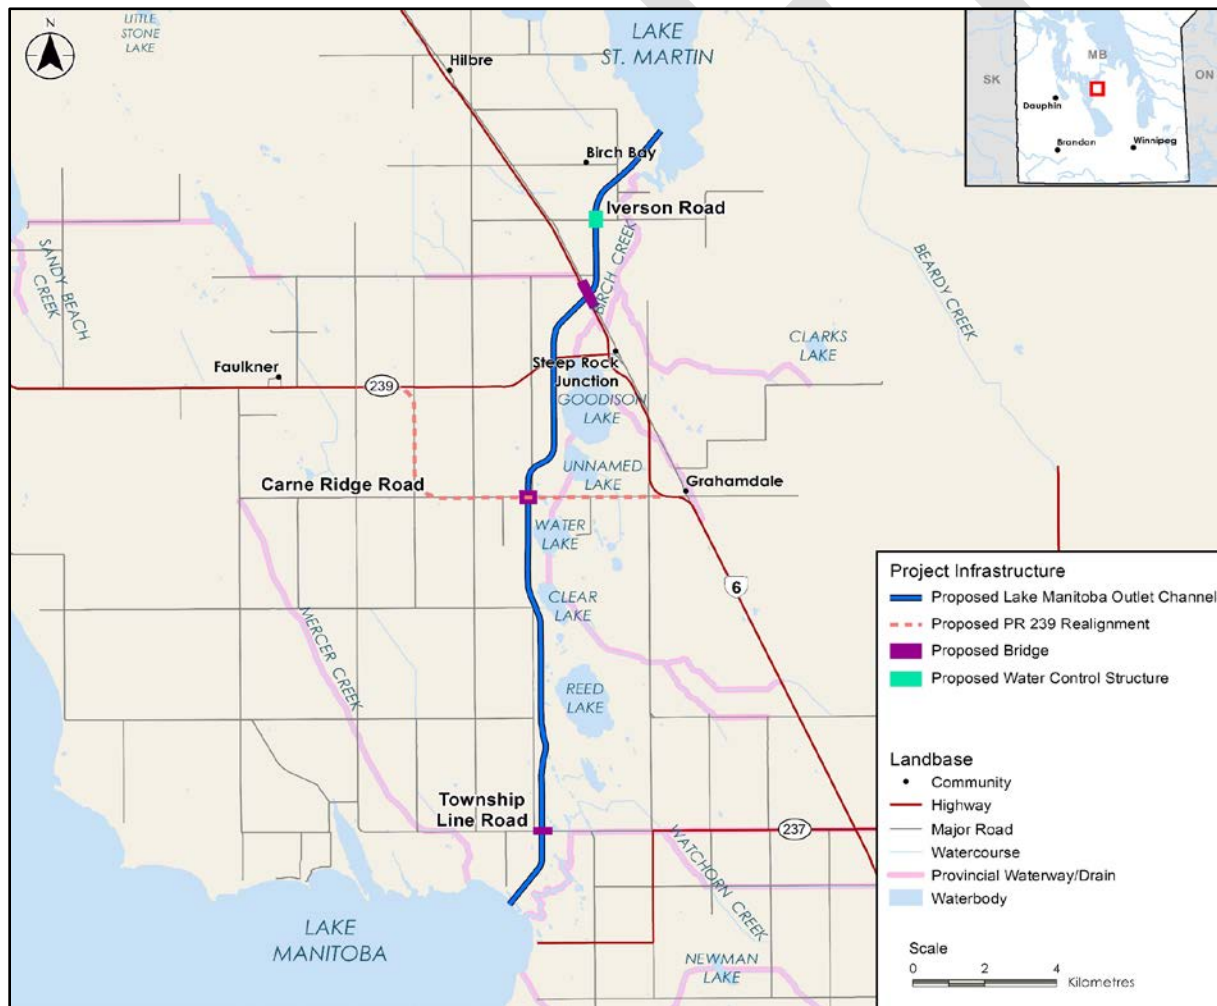 N
LITTLE
STONE
LAKE
Hilbre
LAKE
ST. MARTIN
Birch Bay
Iverson Road
SK
MB
ON
Dauphin
Brandon
Winnipeg
SANDY BEACH
CREEK
BIRCH CREEK
BEARDY CREEK
CLARKS
LAKE
Faulkner
239
Steep Rock
Junction
GOODISON
LAKE
UNNAMED
LAKE
Carne Ridge Road
Grahamdale
WATER
LAKE
CLEAR
LAKE
6
MERCER CREEK
REED
LAKE
Township
Line Road
237
WATCHORN CREEK
LAKE
MANITOBA
NEWMAN
LAKE
Project Infrastructure
Proposed Lake Manitoba Outlet Channel
Proposed PR 239 Realignment
Proposed Bridge
Proposed Water Control Structure
Landbase
Community
Highway
Major Road
Watercourse
Provincial Waterway/Drain
Waterbody
Scale
0 2 4
Kilometres